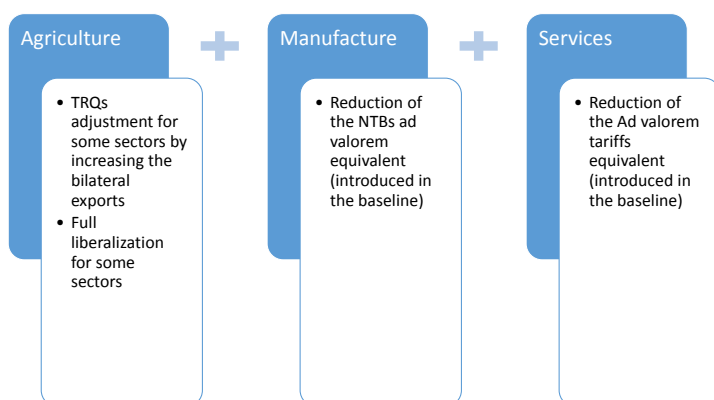 Agriculture
• TRQs
adjustment for
some sectors by
increasing the
bilateral
exports
• Full
liberalization
for some
sectors
Manufacture
• Reduction of
the NTBs ad
valorem
equivalent
(introduced in
the baseline)
Services
• Reduction of
the Ad valorem
tariffs
equivalent
(introduced in
the baseline)